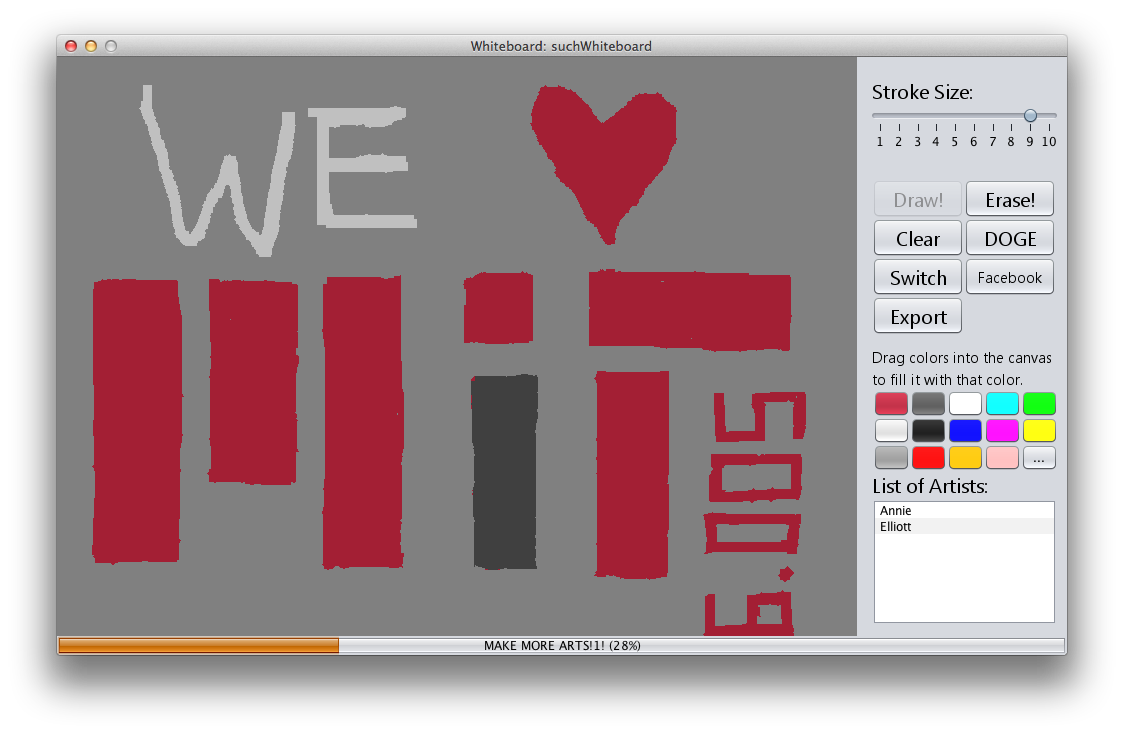 Whiteboard: suchWhiteboard
WE ♥
MIT
6.005
Stroke Size:
1 2 3 4 5 6 7 8 9 10
Draw! Erase!
Clear DOGE
Switch Facebook
Export
Drag colors into the canvas
to fill it with that color.
...
List of Artists:
Annie
Elliott
MAKE MORE ARTS!1! (28%)